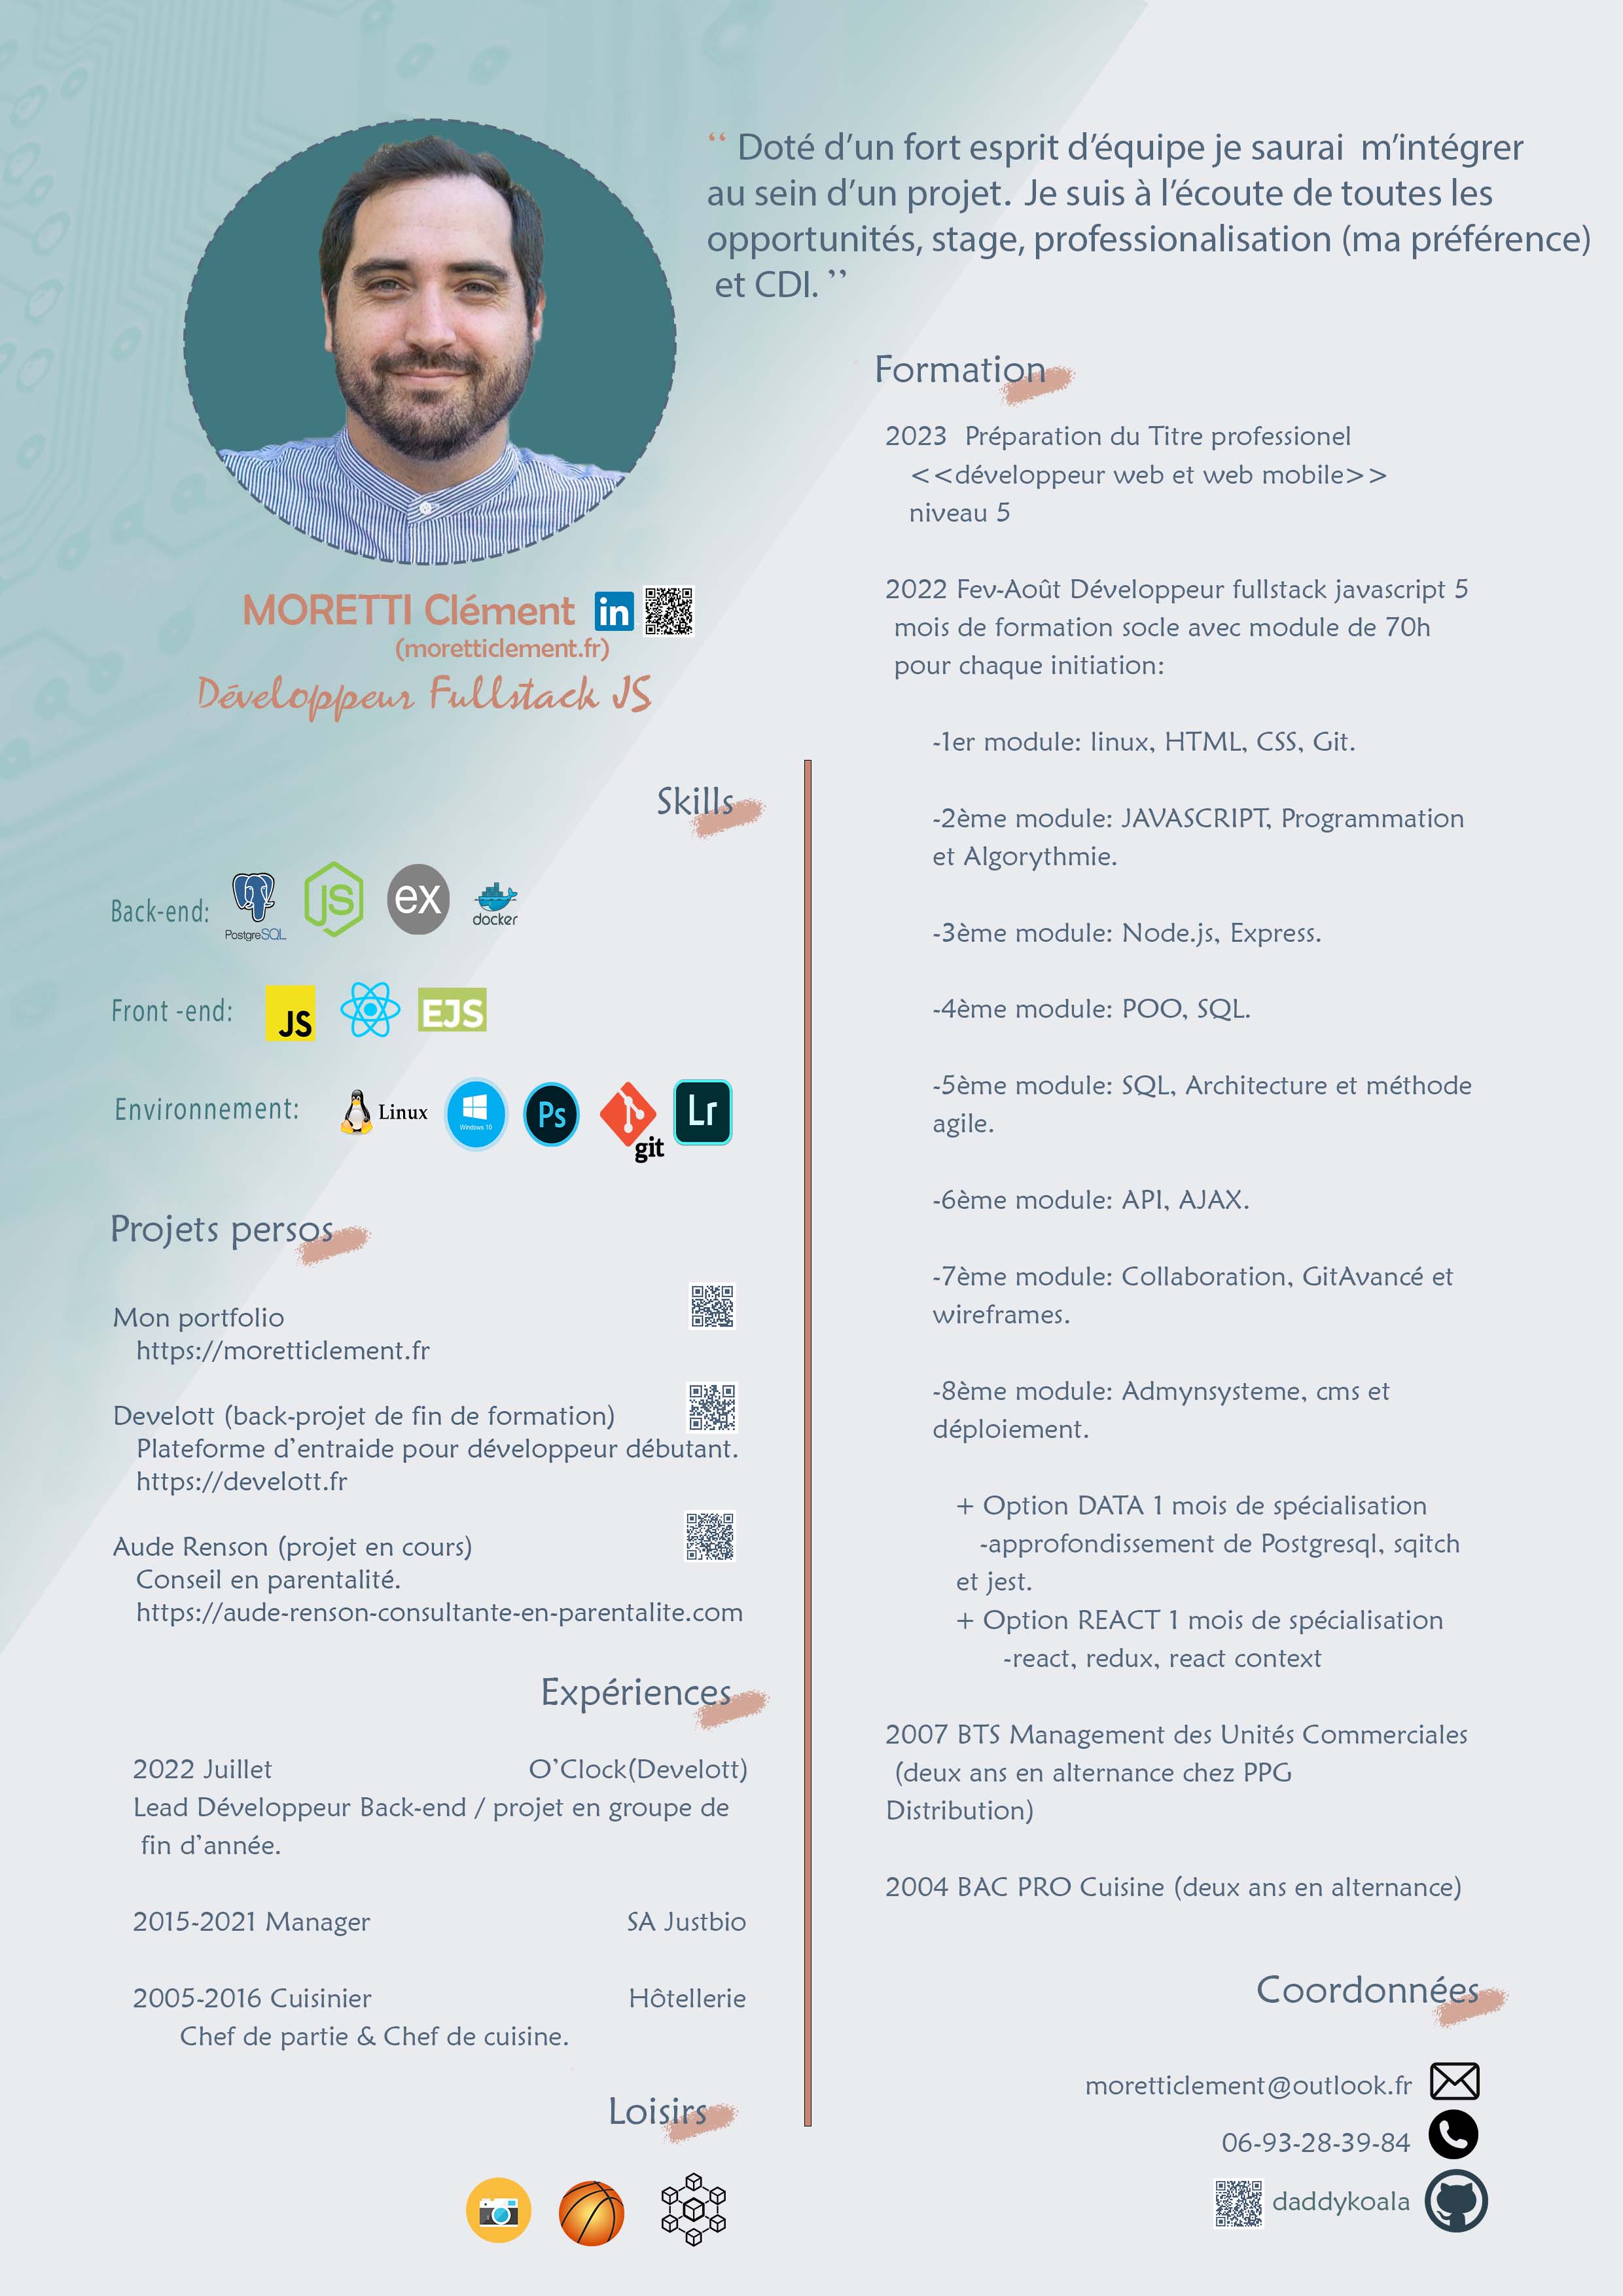 “ Doté d’un fort esprit d’équipe je saurai m’intégrer
au sein d’un projet. Je suis à l’écoute de toutes les
opportunités, stage, professionalisation (ma préférence)
et CDI. ”
MORETTI Clément in
(moretticlement.fr)
Développeur Fullstack JS
Skills
Back-end: PostgreSQL JS ex docker
Front -end: JS EJS
Environnement: Linux Windows 10 Ps git Lr
Projets persos
Mon portfolio
https://moretticlement.fr
Develott (back-projet de fin de formation)
Plateforme d’entraide pour développeur débutant.
https://develott.fr
Aude Renson (projet en cours)
Conseil en parentalité.
https://aude-renson-consultante-en-parentalite.com
Expériences
2022 Juillet O’Clock(Develott)
Lead Développeur Back-end / projet en groupe de
fin d’année.
2015-2021 Manager SA Justbio
2005-2016 Cuisinier Hôtellerie
Chef de partie & Chef de cuisine.
Loisirs
Formation
2023 Préparation du Titre professionel
<<développeur web et web mobile>>
niveau 5
2022 Fev-Août Développeur fullstack javascript 5
mois de formation socle avec module de 70h
pour chaque initiation:
-1er module: linux, HTML, CSS, Git.
-2ème module: JAVASCRIPT, Programmation
et Algorythmie.
-3ème module: Node.js, Express.
-4ème module: POO, SQL.
-5ème module: SQL, Architecture et méthode
agile.
-6ème module: API, AJAX.
-7ème module: Collaboration, GitAvancé et
wireframes.
-8ème module: Admynsysteme, cms et
déploiement.
+ Option DATA 1 mois de spécialisation
-approfondissement de Postgresql, sqitch
et jest.
+ Option REACT 1 mois de spécialisation
-react, redux, react context
2007 BTS Management des Unités Commerciales
(deux ans en alternance chez PPG
Distribution)
2004 BAC PRO Cuisine (deux ans en alternance)
Coordonnées
moretticlement@outlook.fr
06-93-28-39-84
daddykoala